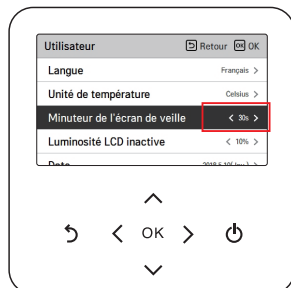 Utilisateur Retour OK OK
Langue Français >
Unité de température Celsius >
Minuteur de l'écran de veille < 30s >
Luminosité LCD inactive < 10% >
OK